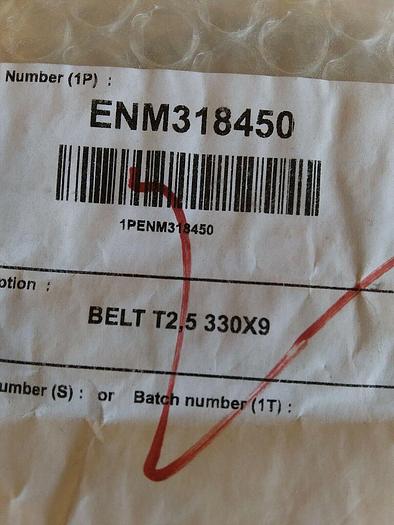 Number (1P) :
ENM318450
1PENM318450
ption :
BELT T2,5 330X9
umber (S) : or Batch number (1T) :